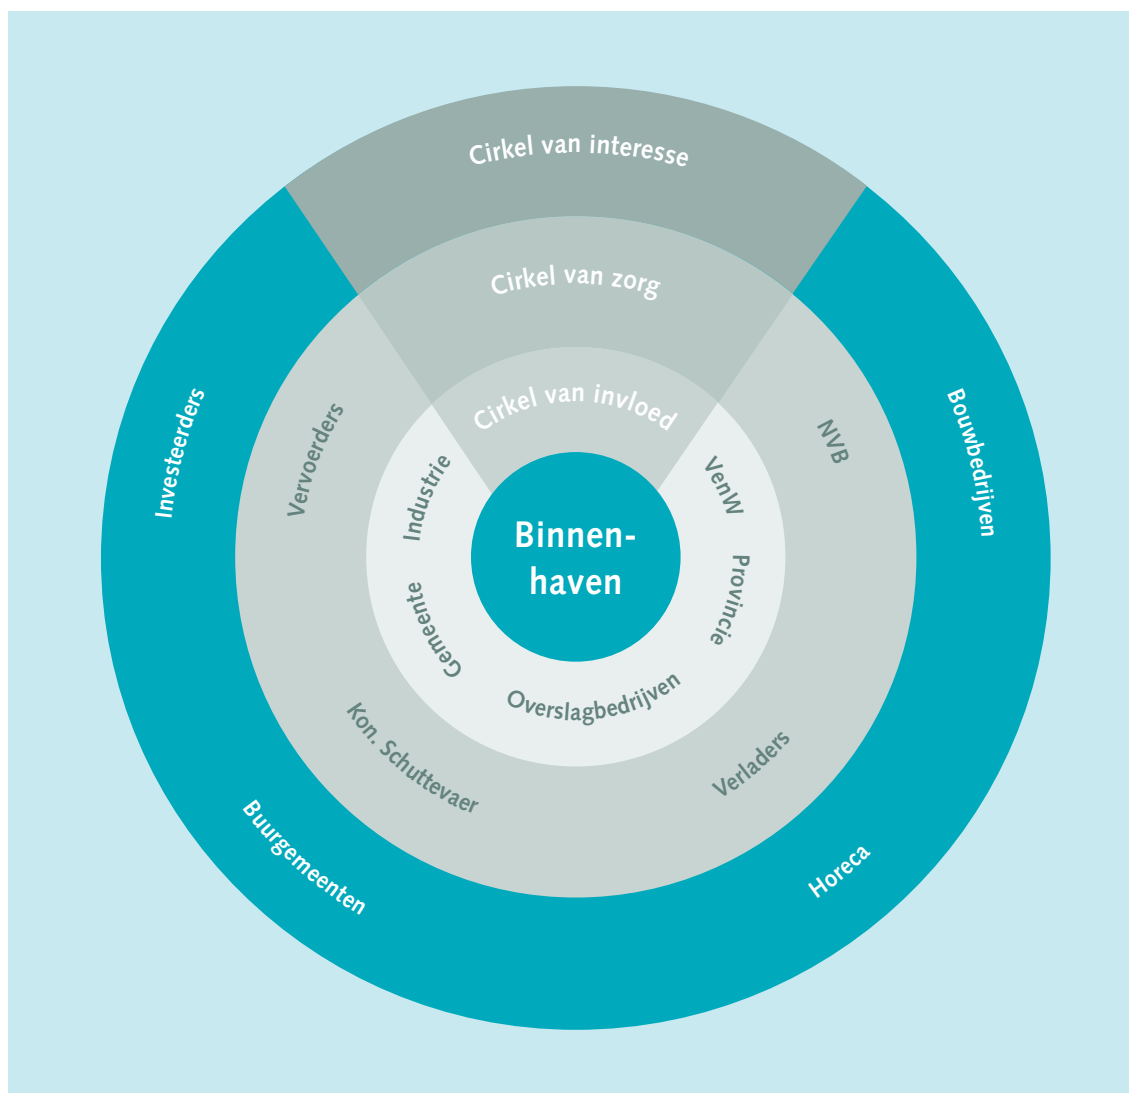 Cirkel van interesse
Cirkel van zorg
Cirkel van invloed
Investeerders
Bouwbedrijven
Vervoerders
NVB
Industrie
VenW
Binnen-
haven
Provincie
Gemeente
Overslagbedrijven
Kon. Schuttevaer
Verladers
Buurgemeenten
Horeca